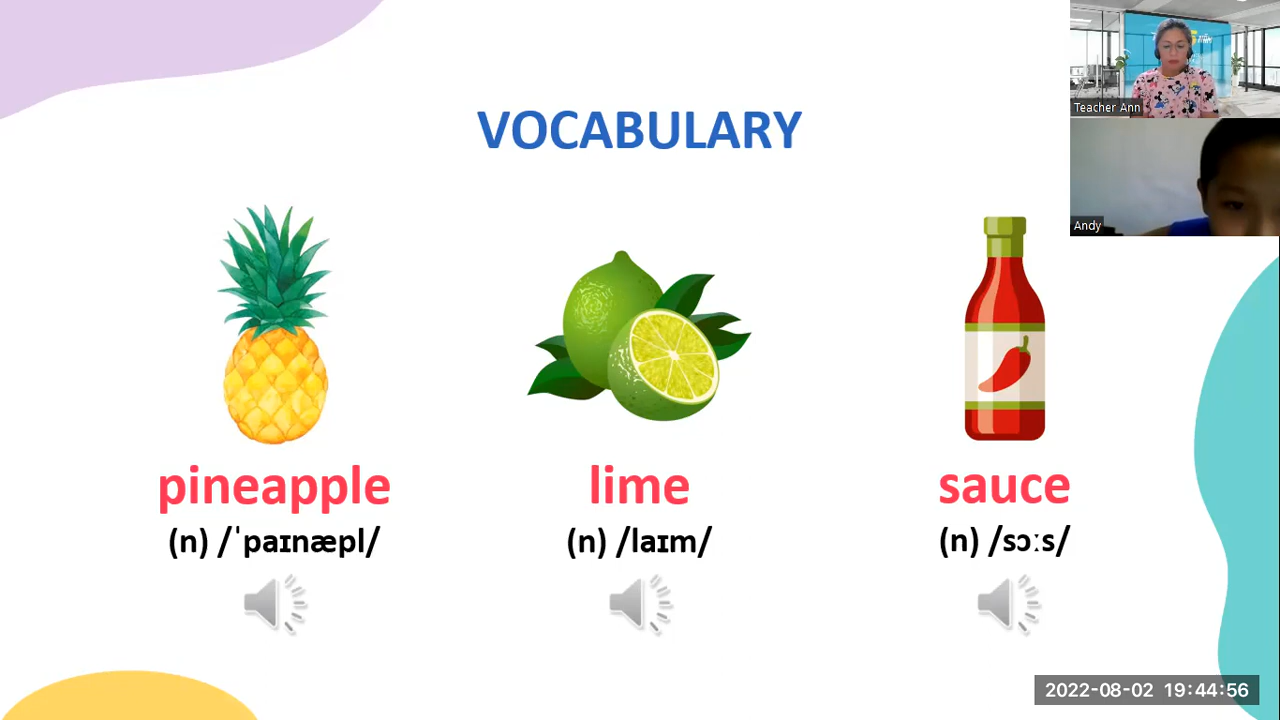 VOCABULARY
Teacher Ann
Andy
pineapple
(n) /ˈpaɪnæpl/
lime
(n) /laɪm/
sauce
(n) /sɔːs/
2022-08-02 19:44:56